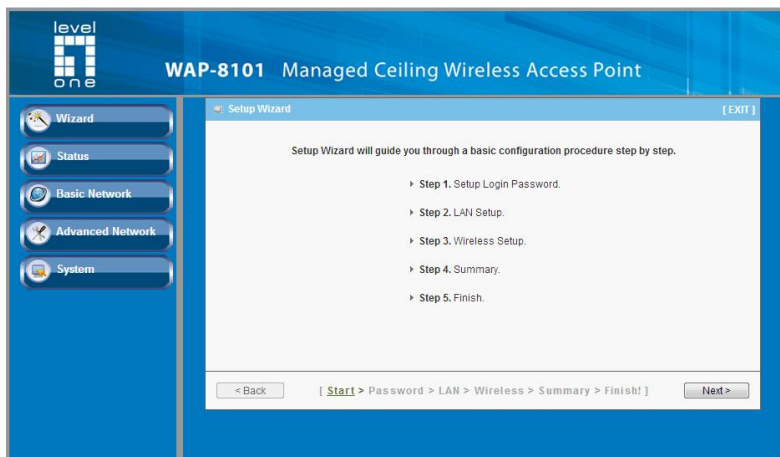 level
one
WAP-8101 Managed Ceiling Wireless Access Point
Wizard
Status
Basic Network
Advanced Network
System
Setup Wizard [EXIT]
Setup Wizard will guide you through a basic configuration procedure step by step.
Step 1. Setup Login Password.
Step 2. LAN Setup.
Step 3. Wireless Setup.
Step 4. Summary.
Step 5. Finish.
< Back [ Start > Password > LAN > Wireless > Summary > Finish! ] Next >